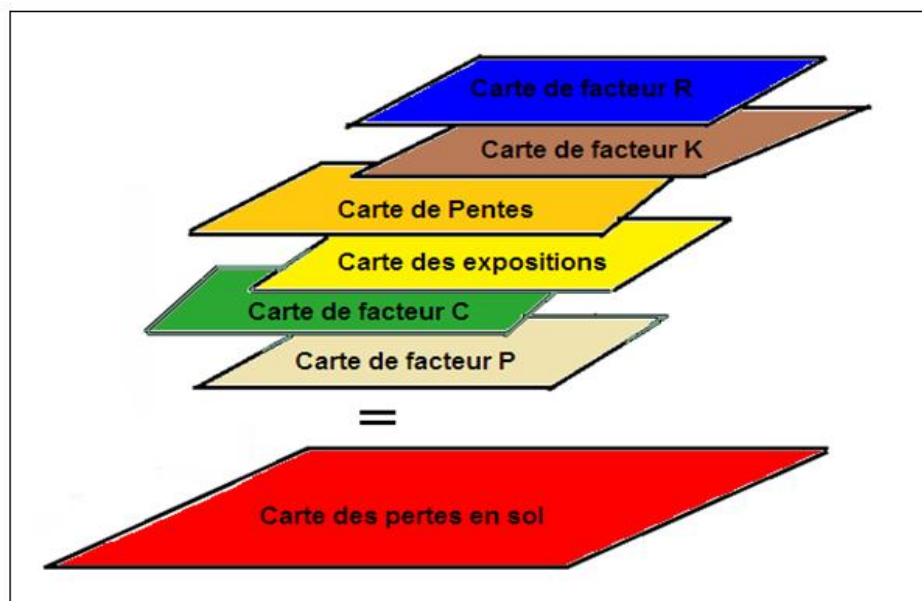 Carte de facteur R
Carte de facteur K
Carte de Pentes
Carte des expositions
Carte de facteur C
Carte de facteur P
=
Carte des pertes en sol